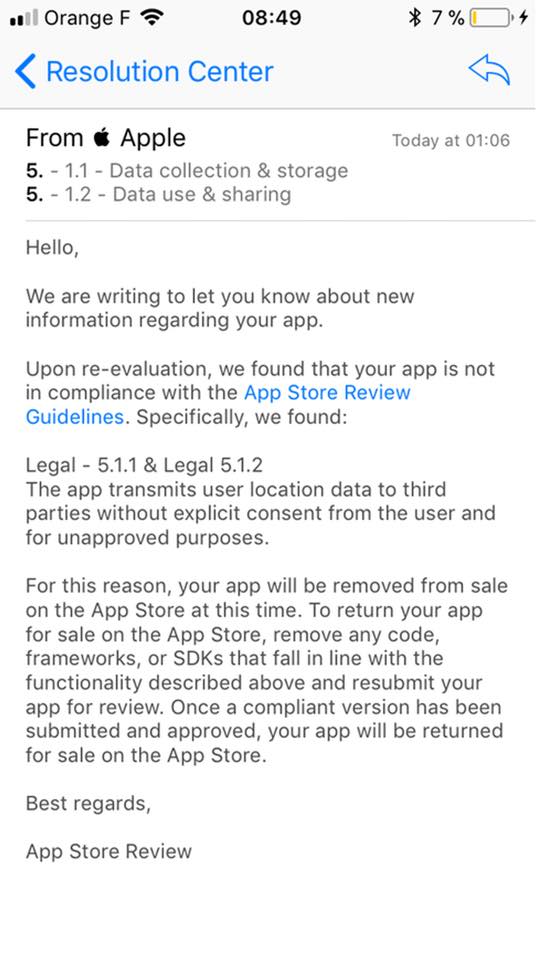 Orange F 08:49 7 %
Resolution Center
From Apple Today at 01:06
5. - 1.1 - Data collection & storage
5. - 1.2 - Data use & sharing
Hello,
We are writing to let you know about new
information regarding your app.
Upon re-evaluation, we found that your app is not
in compliance with the App Store Review
Guidelines. Specifically, we found:
Legal - 5.1.1 & Legal 5.1.2
The app transmits user location data to third
parties without explicit consent from the user and
for unapproved purposes.
For this reason, your app will be removed from sale
on the App Store at this time. To return your app
for sale on the App Store, remove any code,
frameworks, or SDKs that fall in line with the
functionality described above and resubmit your
app for review. Once a compliant version has been
submitted and approved, your app will be returned
for sale on the App Store.
Best regards,
App Store Review